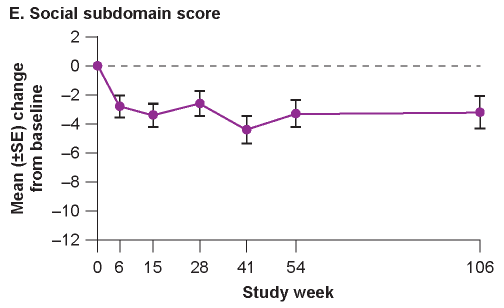 E. Social subdomain score
Mean (±SE) change
from baseline
2
0
–2
–4
–6
–8
–10
–12
0 6 15 28 41 54 106
Study week